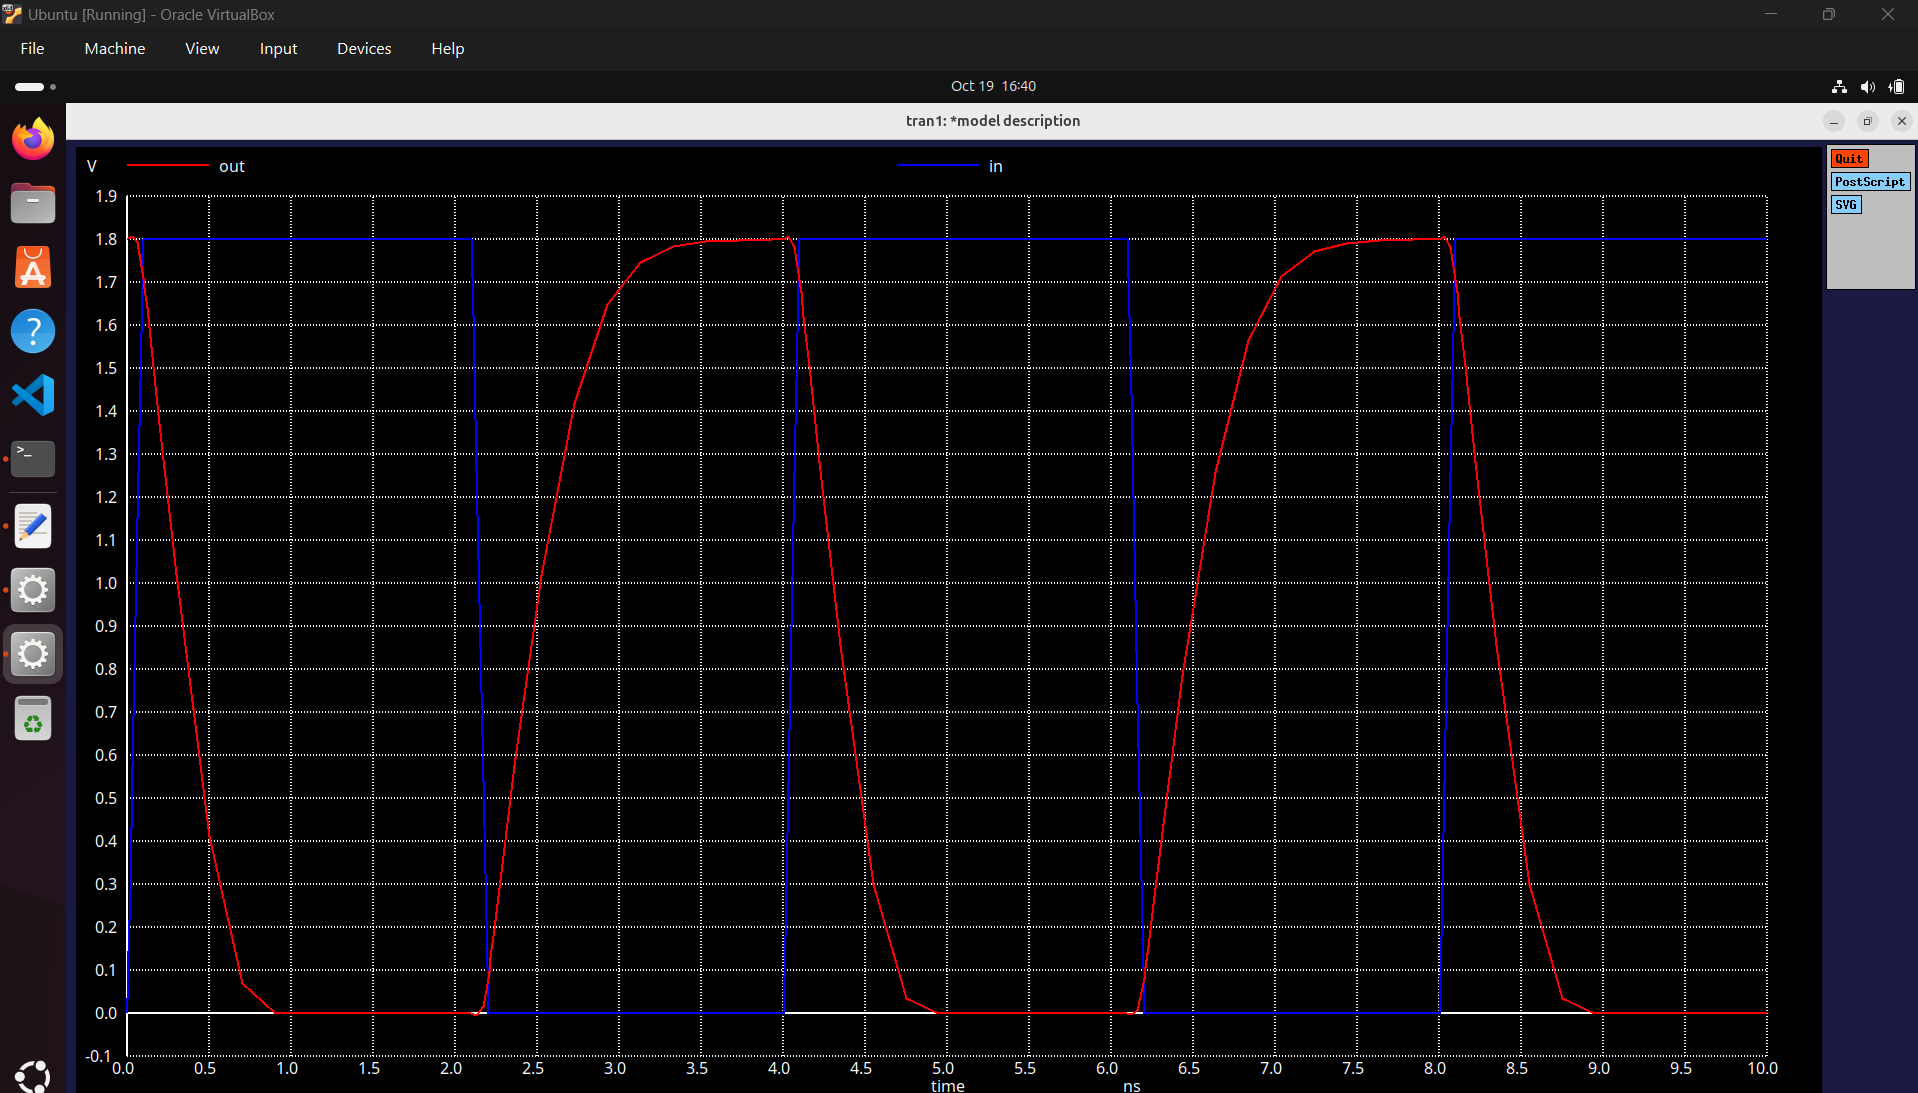 Ubuntu [Running] - Oracle VirtualBox
File Machine View Input Devices Help
Oct 19 16:40
tran1: *model description
V out in
Quit
PostScript
SVG
1.9
1.8
1.7
1.6
1.5
1.4
1.3
1.2
1.1
1.0
0.9
0.8
0.7
0.6
0.5
0.4
0.3
0.2
0.1
0.0
-0.1
0.0 0.5 1.0 1.5 2.0 2.5 3.0 3.5 4.0 4.5 5.0 5.5 6.0 6.5 7.0 7.5 8.0 8.5 9.0 9.5 10.0
time ns